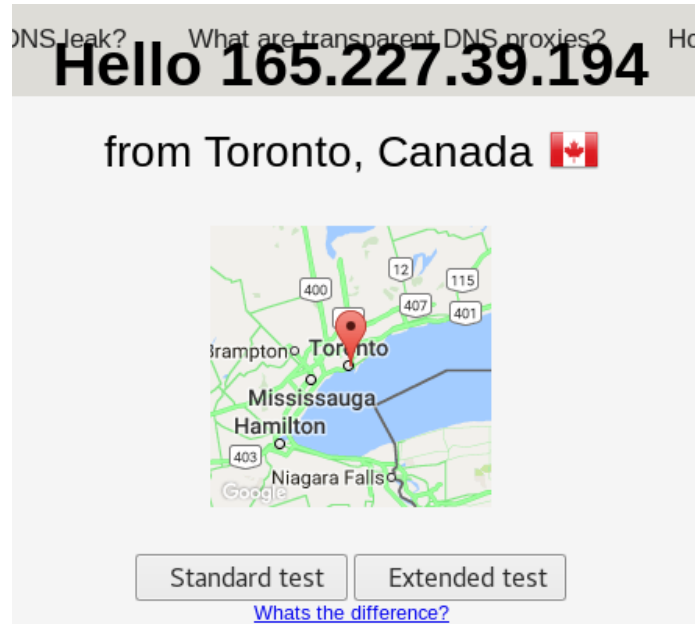 DNS leak? What are transparent DNS proxies? Ho
Hello 165.227.39.194
from Toronto, Canada
12
115
400
407
401
Brampton Toronto
Mississauga
Hamilton
403
Niagara Falls
Google
Standard test Extended test
Whats the difference?